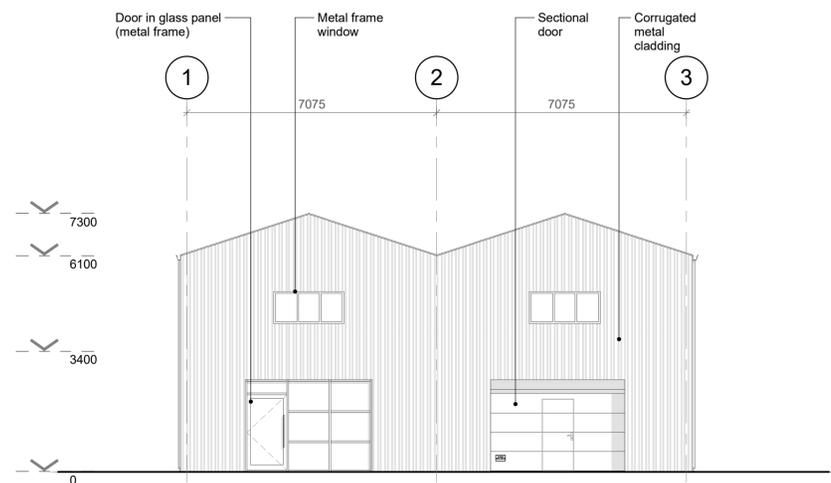 Door in glass panel
(metal frame)
Metal frame
window
Sectional
door
Corrugated
metal
cladding
1
2
3
7075
7075
7300
6100
3400
0